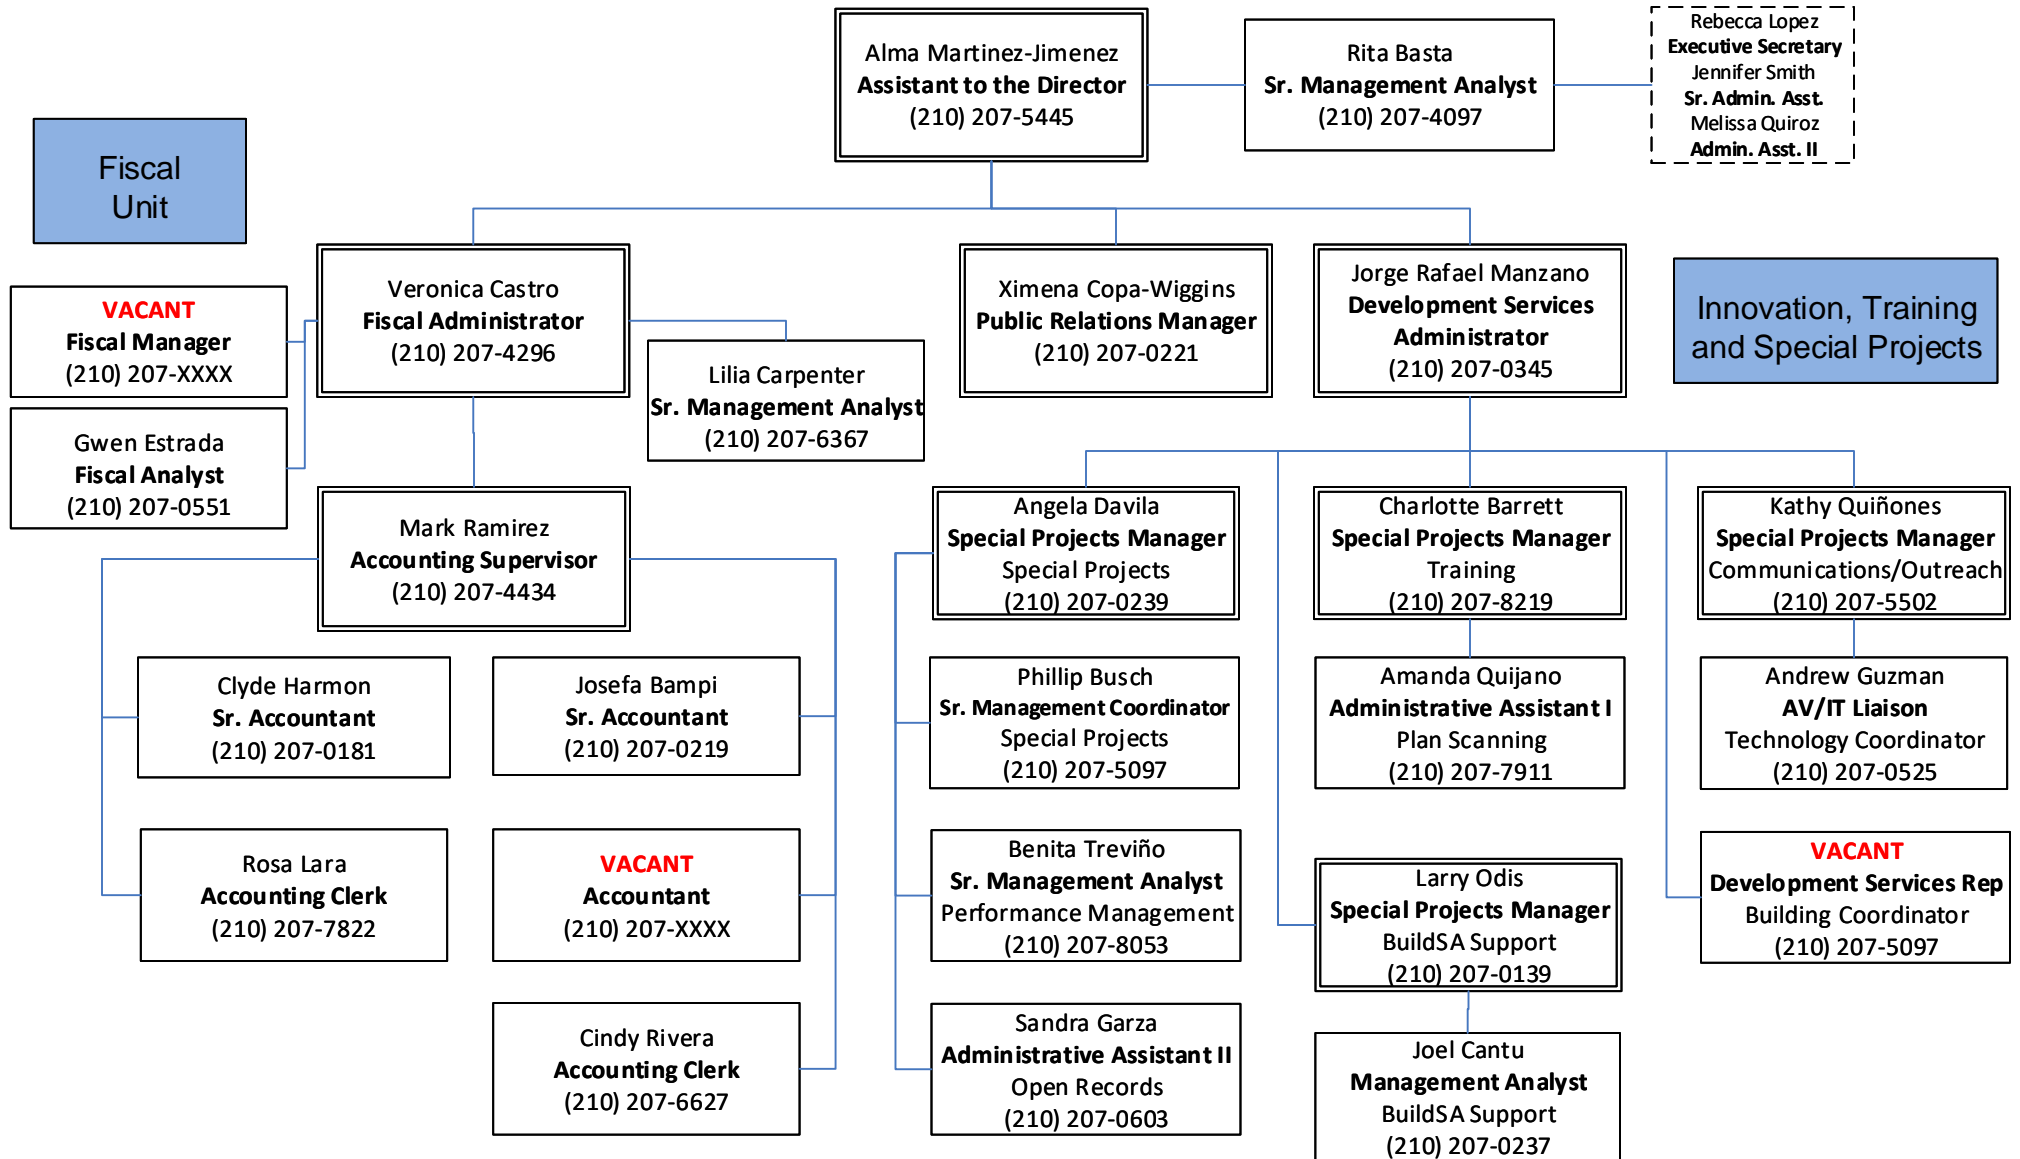 Alma Martinez-Jimenez
Assistant to the Director
(210) 207-5445
Rita Basta
Sr. Management Analyst
(210) 207-4097
Rebecca Lopez
Executive Secretary
Jennifer Smith
Sr. Admin. Asst.
Melissa Quiroz
Admin. Asst. II
Fiscal
Unit
Veronica Castro
Fiscal Administrator
(210) 207-4296
Ximena Copa-Wiggins
Public Relations Manager
(210) 207-0221
Jorge Rafael Manzano
Development Services
Administrator
(210) 207-0345
Innovation, Training
and Special Projects
VACANT
Fiscal Manager
(210) 207-XXXX
Lilia Carpenter
Sr. Management Analyst
(210) 207-6367
Gwen Estrada
Fiscal Analyst
(210) 207-0551
Mark Ramirez
Accounting Supervisor
(210) 207-4434
Angela Davila
Special Projects Manager
Special Projects
(210) 207-0239
Charlotte Barrett
Special Projects Manager
Training
(210) 207-8219
Kathy Quiñones
Special Projects Manager
Communications/Outreach
(210) 207-5502
Clyde Harmon
Sr. Accountant
(210) 207-0181
Josefa Bampi
Sr. Accountant
(210) 207-0219
Phillip Busch
Sr. Management Coordinator
Special Projects
(210) 207-5097
Amanda Quijano
Administrative Assistant I
Plan Scanning
(210) 207-7911
Andrew Guzman
AV/IT Liaison
Technology Coordinator
(210) 207-0525
Rosa Lara
Accounting Clerk
(210) 207-7822
VACANT
Accountant
(210) 207-XXXX
Benita Treviño
Sr. Management Analyst
Performance Management
(210) 207-8053
Larry Odis
Special Projects Manager
BuildSA Support
(210) 207-0139
VACANT
Development Services Rep
Building Coordinator
(210) 207-5097
Cindy Rivera
Accounting Clerk
(210) 207-6627
Sandra Garza
Administrative Assistant II
Open Records
(210) 207-0603
Joel Cantu
Management Analyst
BuildSA Support
(210) 207-0237